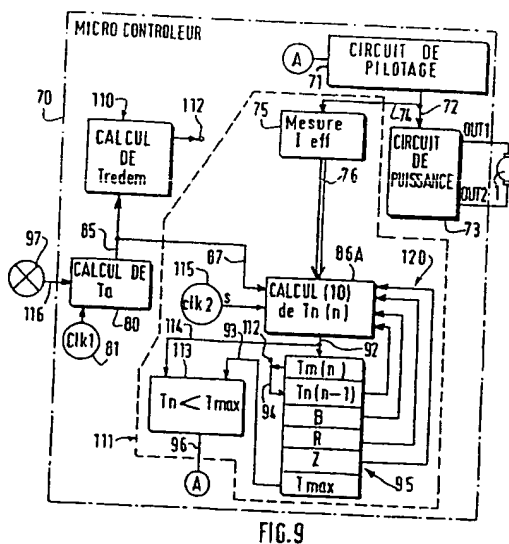 MICRO CONTROLEUR
70
A
CIRCUIT DE
PILOTAGE
71
110
112
CALCUL
DE
Tredem
75
Mesure
I eff
74
72
76
CIRCUIT
DE
PUISSANCE
73
OUT1
OUT2
1
97
85
87
116
CALCUL DE
Ta
80
Clk1
81
115
clk2
S
86A
CALCUL (10)
de Tn (n)
120
114
93
112
113
92
Tn < Tmax
94
Tm(n)
Tn(n-1)
B
R
Z
Tmax
95
111
96
A
FIG.9